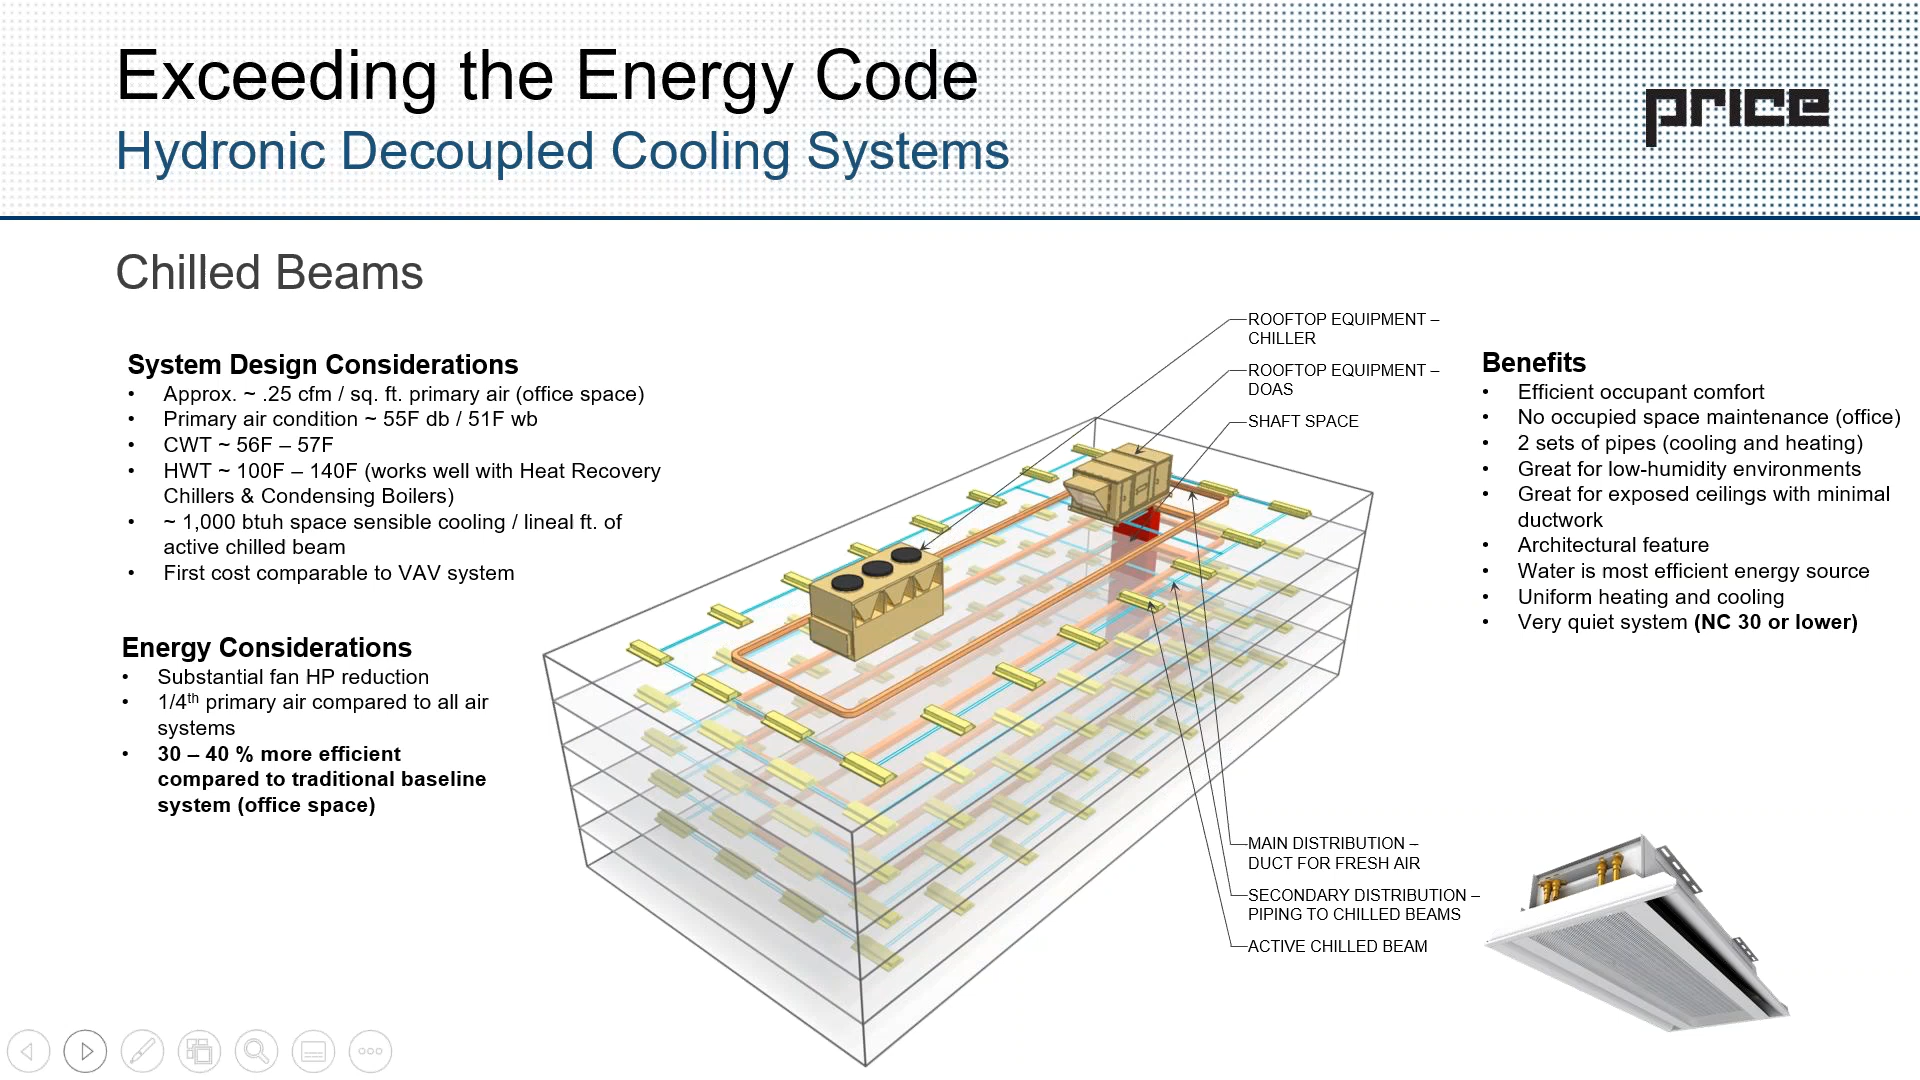 Exceeding the Energy Code
Hydronic Decoupled Cooling Systems
price
Chilled Beams
System Design Considerations
• Approx. ~ .25 cfm / sq. ft. primary air (office space)
• Primary air condition ~ 55F db / 51F wb
• CWT ~ 56F – 57F
• HWT ~ 100F – 140F (works well with Heat Recovery
Chillers & Condensing Boilers)
• ~ 1,000 btuh space sensible cooling / lineal ft. of
active chilled beam
• First cost comparable to VAV system
Energy Considerations
• Substantial fan HP reduction
• 1/4th primary air compared to all air
systems
• 30 – 40 % more efficient
compared to traditional baseline
system (office space)
ROOFTOP EQUIPMENT –
CHILLER
ROOFTOP EQUIPMENT –
DOAS
SHAFT SPACE
MAIN DISTRIBUTION –
DUCT FOR FRESH AIR
SECONDARY DISTRIBUTION –
PIPING TO CHILLED BEAMS
ACTIVE CHILLED BEAM
Benefits
• Efficient occupant comfort
• No occupied space maintenance (office)
• 2 sets of pipes (cooling and heating)
• Great for low-humidity environments
• Great for exposed ceilings with minimal
ductwork
• Architectural feature
• Water is most efficient energy source
• Uniform heating and cooling
• Very quiet system (NC 30 or lower)